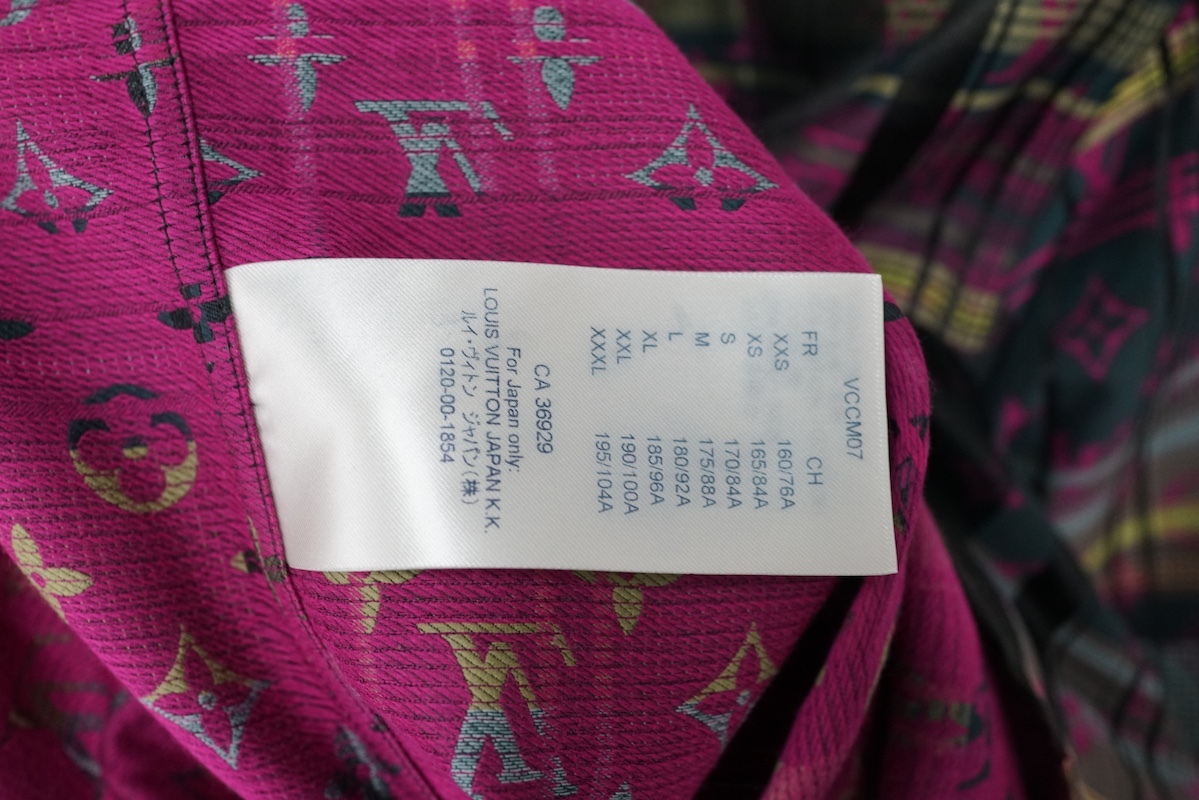 VCCM07
FR CH
XXS 160/76A
XS 165/84A
S 170/84A
M 175/88A
L 180/92A
XL 185/96A
XXL 190/100A
XXXL 195/104A
CA 36929
For Japan only:
LOUIS VUITTON JAPAN K.K.
ルイ・ヴィトン ジャパン(株)
0120-00-1854